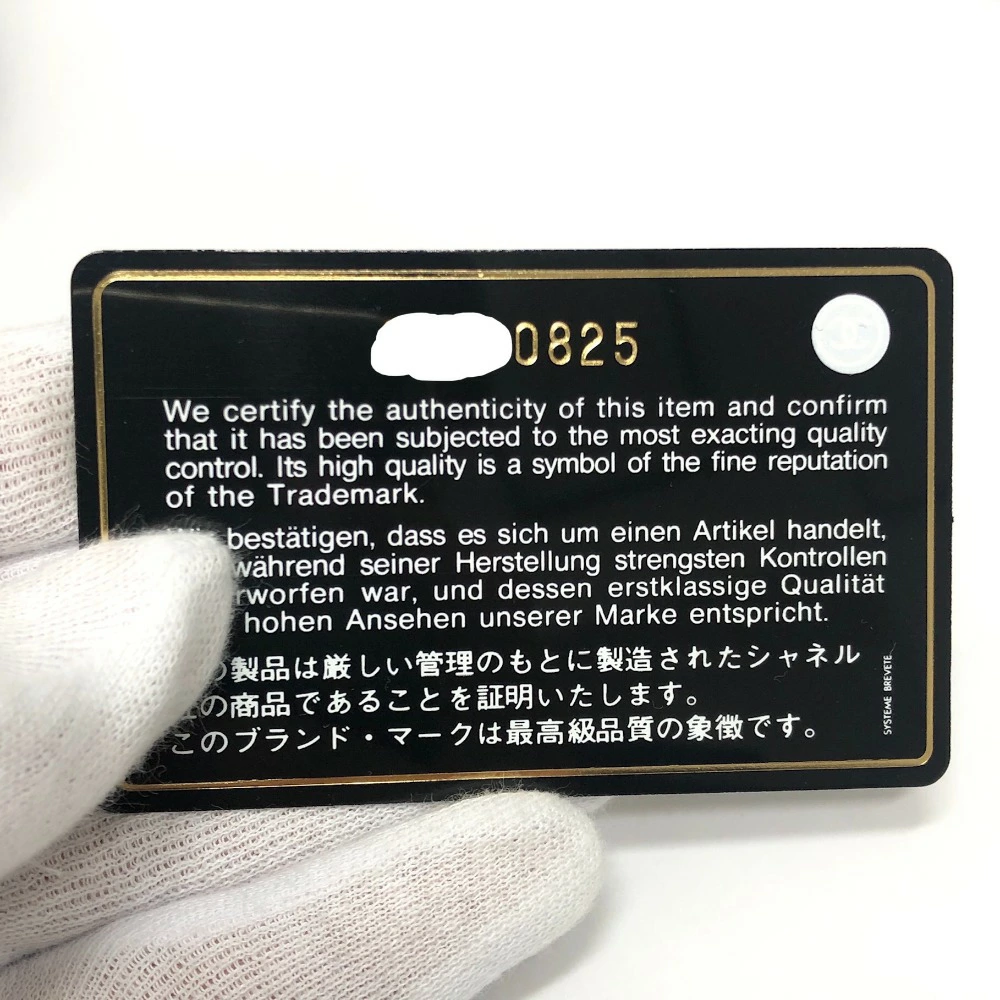 0825
We certify the authenticity of this item and confirm
that it has been subjected to the most exacting quality
control. Its high quality is a symbol of the fine reputation
of the Trademark.
bestätigen, dass es sich um einen Artikel handelt,
während seiner Herstellung strengsten Kontrollen
rworfen war, und dessen erstklassige Qualität
hohen Ansehen unserer Marke entspricht.
製品は厳しい管理のもとに製造されたシャネル
の商品であることを証明いたします。
このブランド・マークは最高級品質の象徴です。
SYSTEME BREVETE